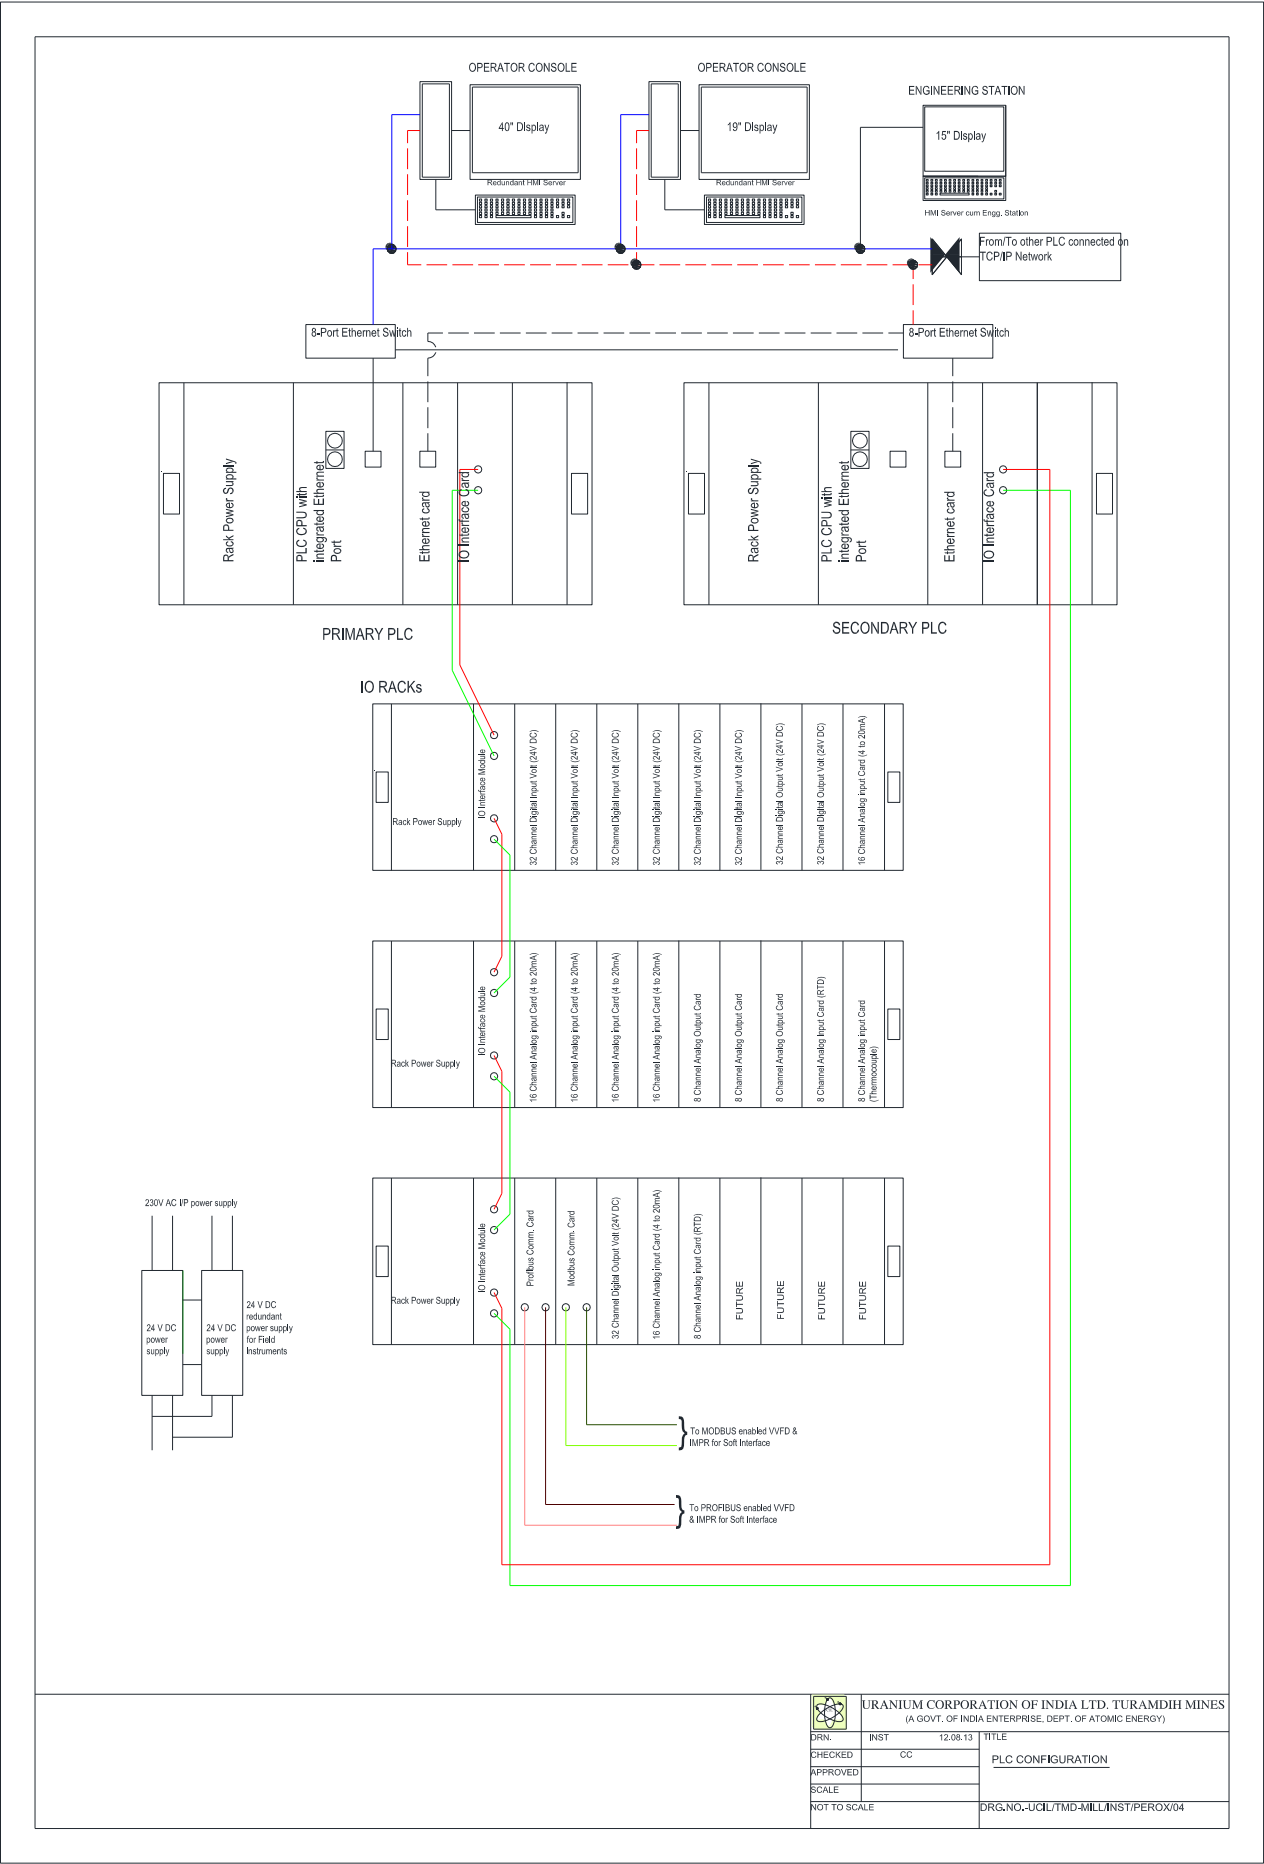 OPERATOR CONSOLE
OPERATOR CONSOLE
ENGINEERING STATION
40" Display
19" Display
15" Display
Redundant HMI Server
Redundant HMI Server
HMI Server cum Engg. Station
From/To other PLC connected on
TCP/IP Network
8-Port Ethernet Switch
8-Port Ethernet Switch
Rack Power Supply
PLC CPU with
integrated Ethernet
Port
Ethernet card
IO Interface Card
Rack Power Supply
PLC CPU with
integrated Ethernet
Port
Ethernet card
IO Interface Card
PRIMARY PLC
SECONDARY PLC
IO RACKs
Rack Power Supply
IO Interface Module
32 Channel Digital Input Volt (24V DC)
32 Channel Digital Input Volt (24V DC)
32 Channel Digital Input Volt (24V DC)
32 Channel Digital Input Volt (24V DC)
32 Channel Digital Input Volt (24V DC)
32 Channel Digital Input Volt (24V DC)
32 Channel Digital Output Volt (24V DC)
32 Channel Digital Output Volt (24V DC)
16 Channel Analog input Card (4 to 20mA)
Rack Power Supply
IO Interface Module
16 Channel Analog input Card (4 to 20mA)
16 Channel Analog input Card (4 to 20mA)
16 Channel Analog input Card (4 to 20mA)
16 Channel Analog input Card (4 to 20mA)
8 Channel Analog Output Card
8 Channel Analog Output Card
8 Channel Analog Output Card
8 Channel Analog Input Card (RTD)
8 Channel Analog input Card
(Thermocouple)
Rack Power Supply
IO Interface Module
Profibus Comm. Card
Modbus Comm. Card
32 Channel Digital Output Volt (24V DC)
16 Channel Analog input Card (4 to 20mA)
8 Channel Analog input Card (RTD)
FUTURE
FUTURE
FUTURE
FUTURE
230V AC I/P power supply
24 V DC
power
supply
24 V DC
power
supply
24 V DC
redundant
power supply
for Field
Instruments
To MODBUS enabled VVFD &
IMPR for Soft Interface
To PROFIBUS enabled VVFD
& IMPR for Soft Interface
URANIUM CORPORATION OF INDIA LTD. TURAMDIH MINES
(A GOVT. OF INDIA ENTERPRISE, DEPT. OF ATOMIC ENERGY)
DRN. INST 12.08.13 TITLE
CHECKED CC
PLC CONFIGURATION
APPROVED
SCALE
NOT TO SCALE
DRG.NO.-UCIL/TMD-MILL/INST/PEROX/04